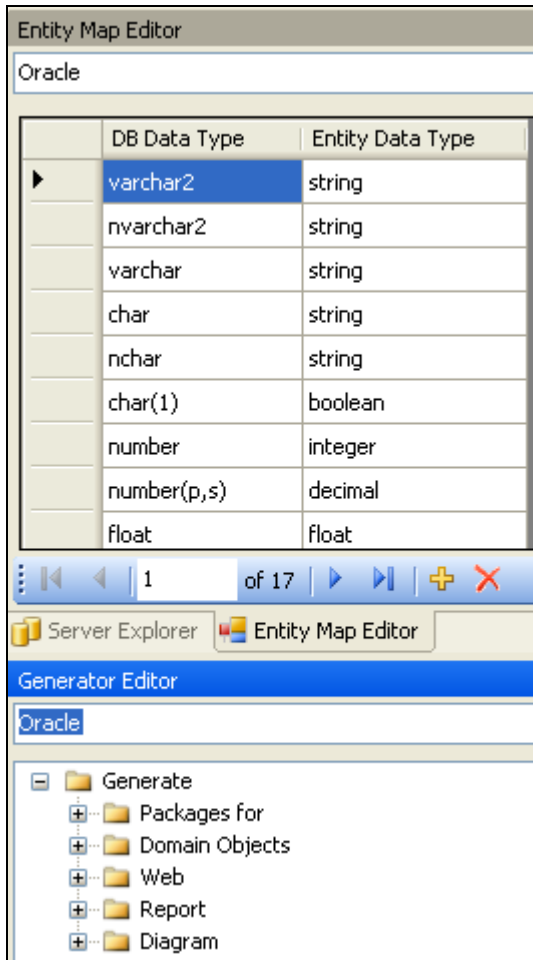 Entity Map Editor
Oracle
DB Data Type Entity Data Type
varchar2 string
nvarchar2 string
varchar string
char string
nchar string
char(1) boolean
number integer
number(p,s) decimal
float float
1 of 17
Server Explorer Entity Map Editor
Generator Editor
Oracle
Generate
Packages for
Domain Objects
Web
Report
Diagram